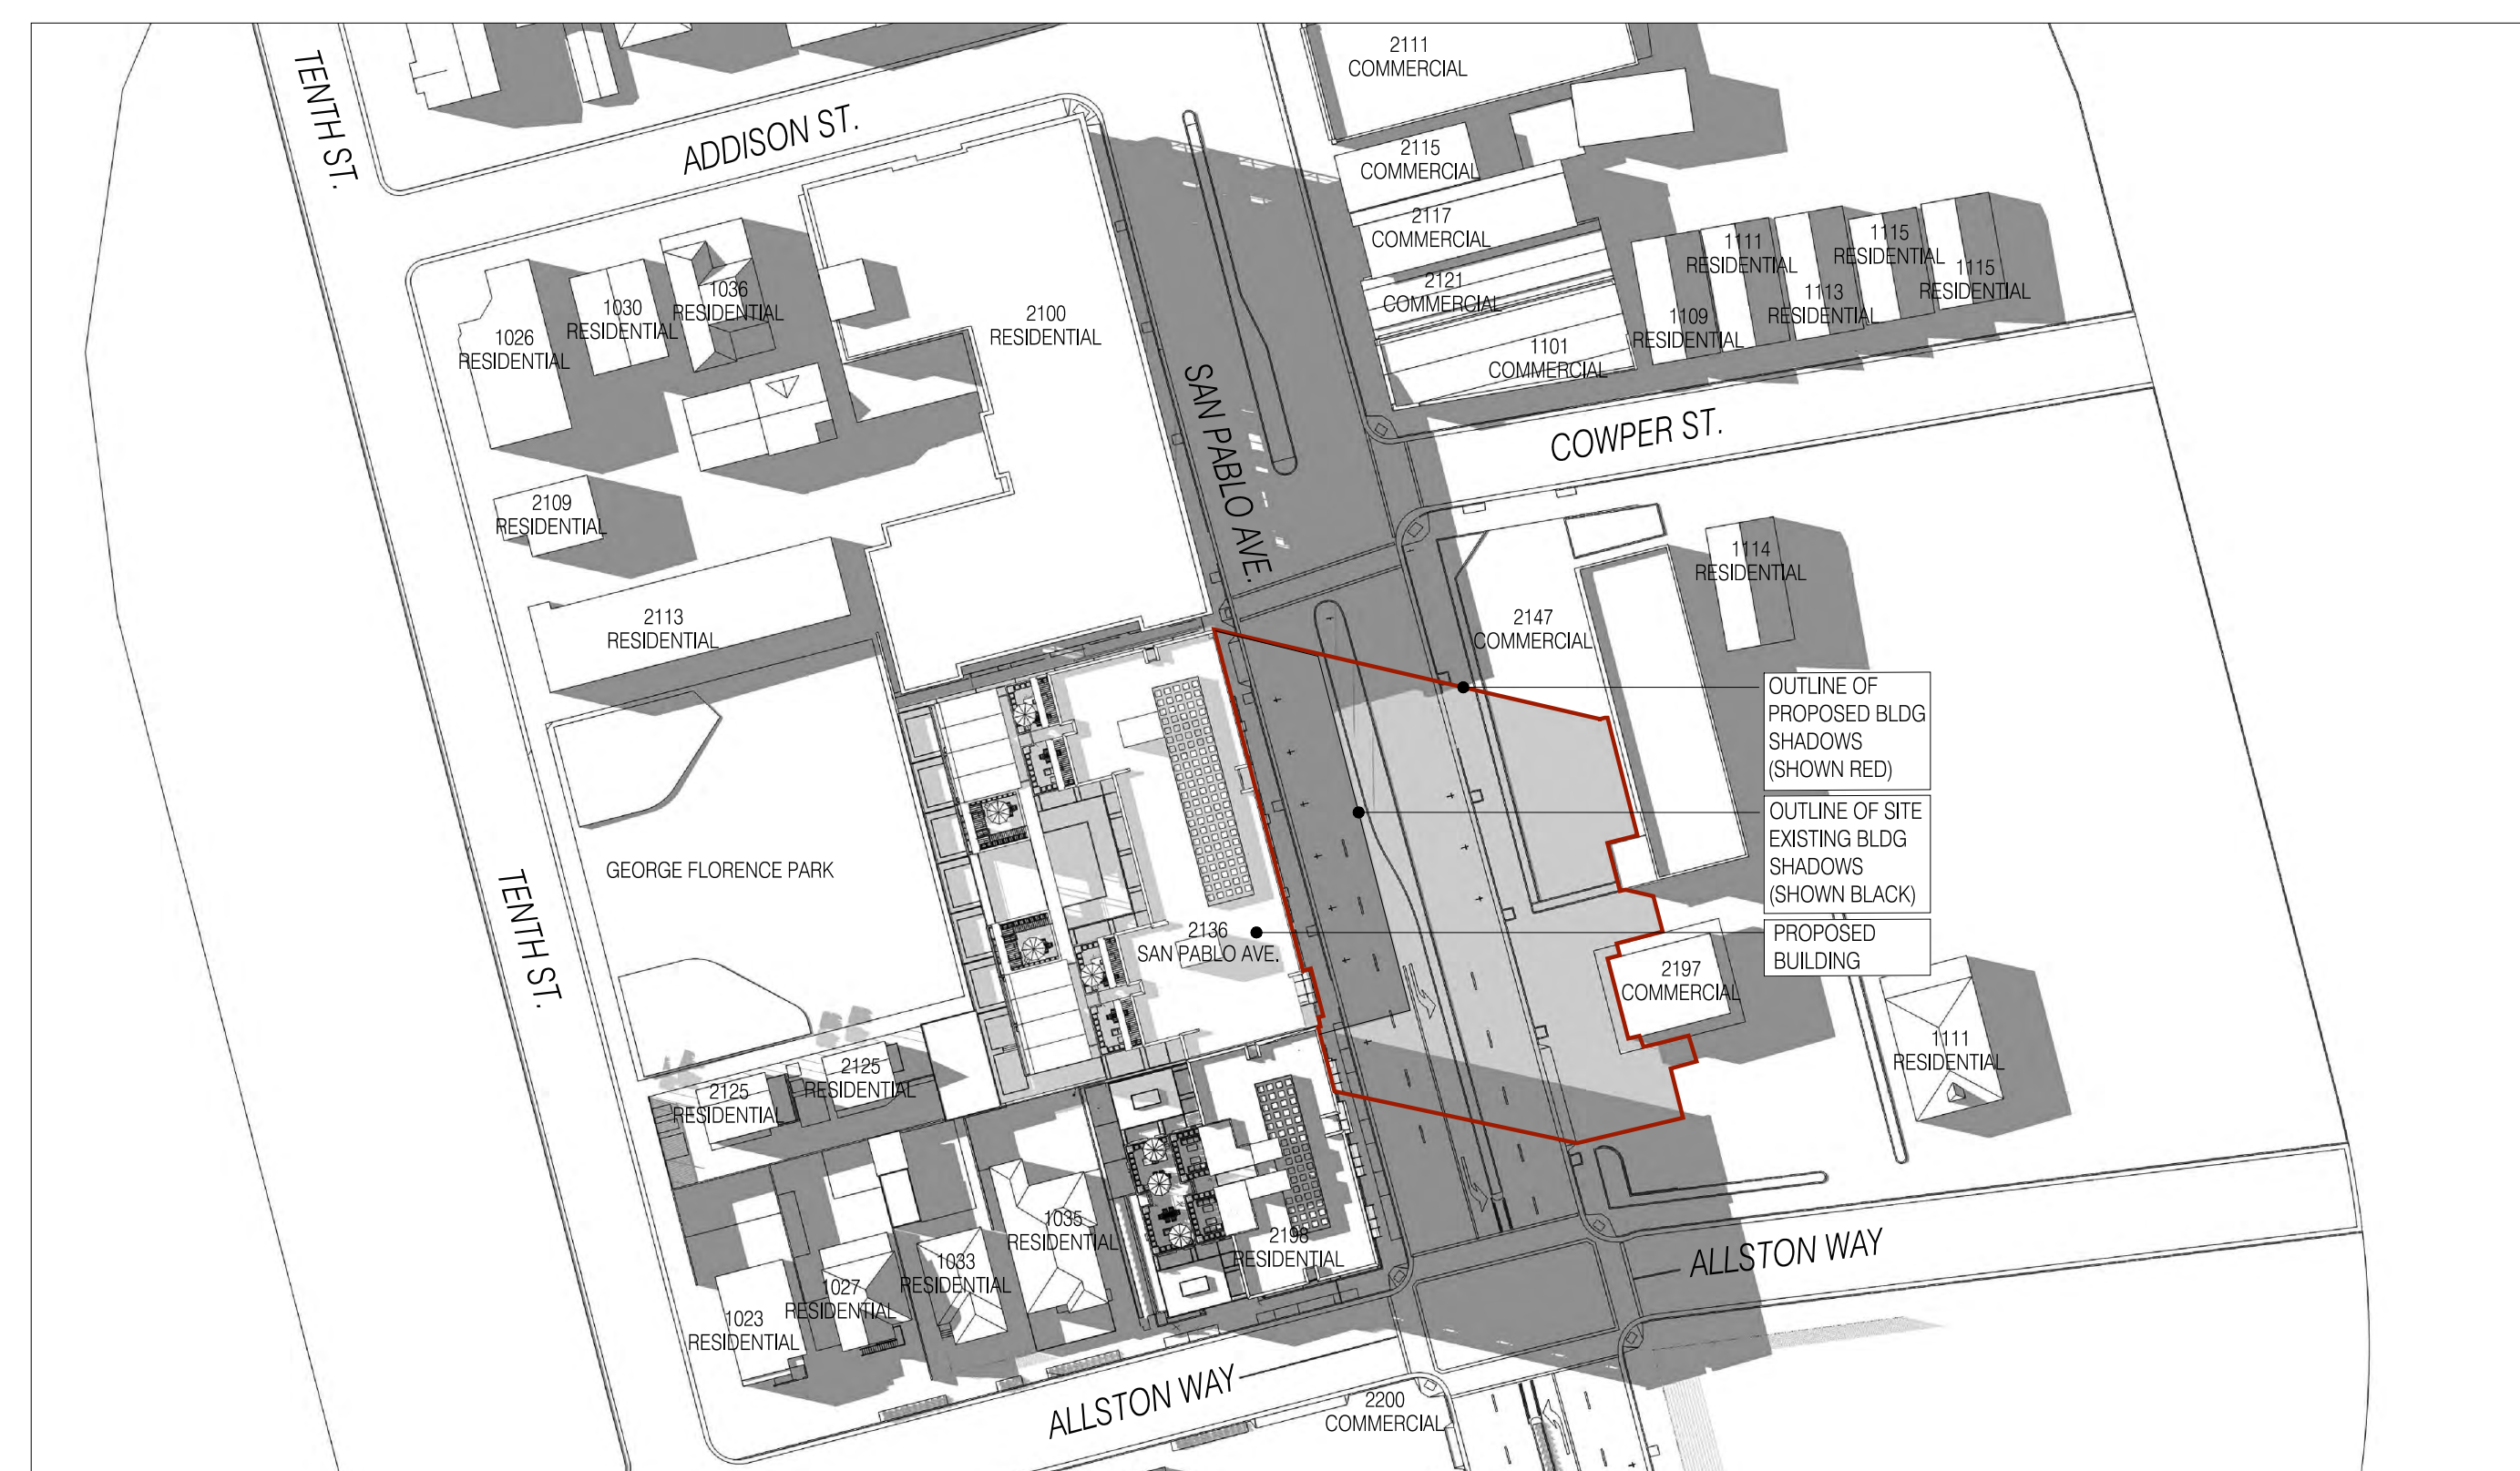 TENTH ST.
ADDISON ST.
2111
COMMERCIAL
2115
COMMERCIAL
2117
COMMERCIAL
2121
COMMERCIAL
1101
COMMERCIAL
1109
RESIDENTIAL
1111
RESIDENTIAL
1113
RESIDENTIAL
1115
RESIDENTIAL
1115
RESIDENTIAL
1026
RESIDENTIAL
1030
RESIDENTIAL
1036
RESIDENTIAL
2100
RESIDENTIAL
SAN PABLO AVE.
COWPER ST.
2109
RESIDENTIAL
2113
RESIDENTIAL
2147
COMMERCIAL
1114
RESIDENTIAL
OUTLINE OF
PROPOSED BLDG
SHADOWS
(SHOWN RED)
OUTLINE OF SITE
EXISTING BLDG
SHADOWS
(SHOWN BLACK)
PROPOSED
BUILDING
GEORGE FLORENCE PARK
TENTH ST.
2136
SAN PABLO AVE.
2197
COMMERCIAL
1111
RESIDENTIAL
2125
RESIDENTIAL
2125
RESIDENTIAL
1023
RESIDENTIAL
1027
RESIDENTIAL
1033
RESIDENTIAL
1035
RESIDENTIAL
2198
RESIDENTIAL
ALLSTON WAY
ALLSTON WAY
2200
COMMERCIAL